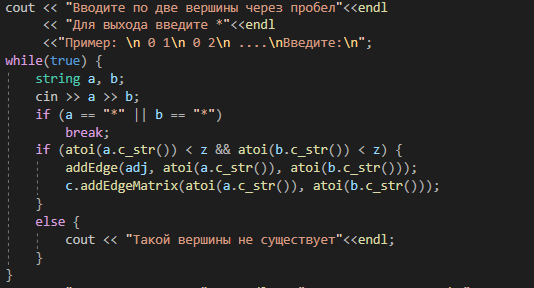 cout << "Вводите по две вершины через пробел"<<endl
<< "Для выхода введите *"<<endl
<<"Пример: \n 0 1\n 0 2\n ....\nВведите:\n";
while(true) {
string a, b;
cin >> a >> b;
if (a == "*" || b == "*")
break;
if (atoi(a.c_str()) < z && atoi(b.c_str()) < z) {
addEdge(adj, atoi(a.c_str()), atoi(b.c_str()));
c.addEdgeMatrix(atoi(a.c_str()), atoi(b.c_str()));
}
else {
cout << "Такой вершины не существует"<<endl;
}
}